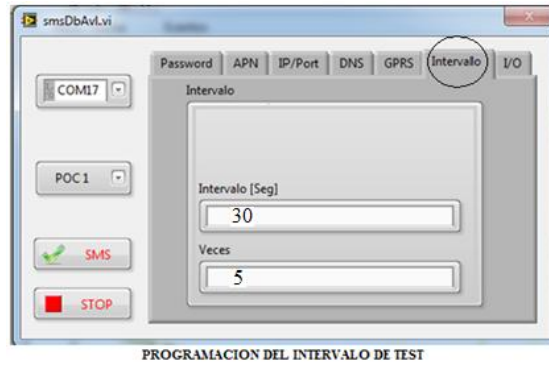 smsDbAvl.vi
Password APN IP/Port DNS GPRS Intervallo I/O
COM17
Intervalo
POC 1
Intervalo [Seg]
30
Veces
5
SMS
STOP
PROGRAMACION DEL INTERVALO DE TEST